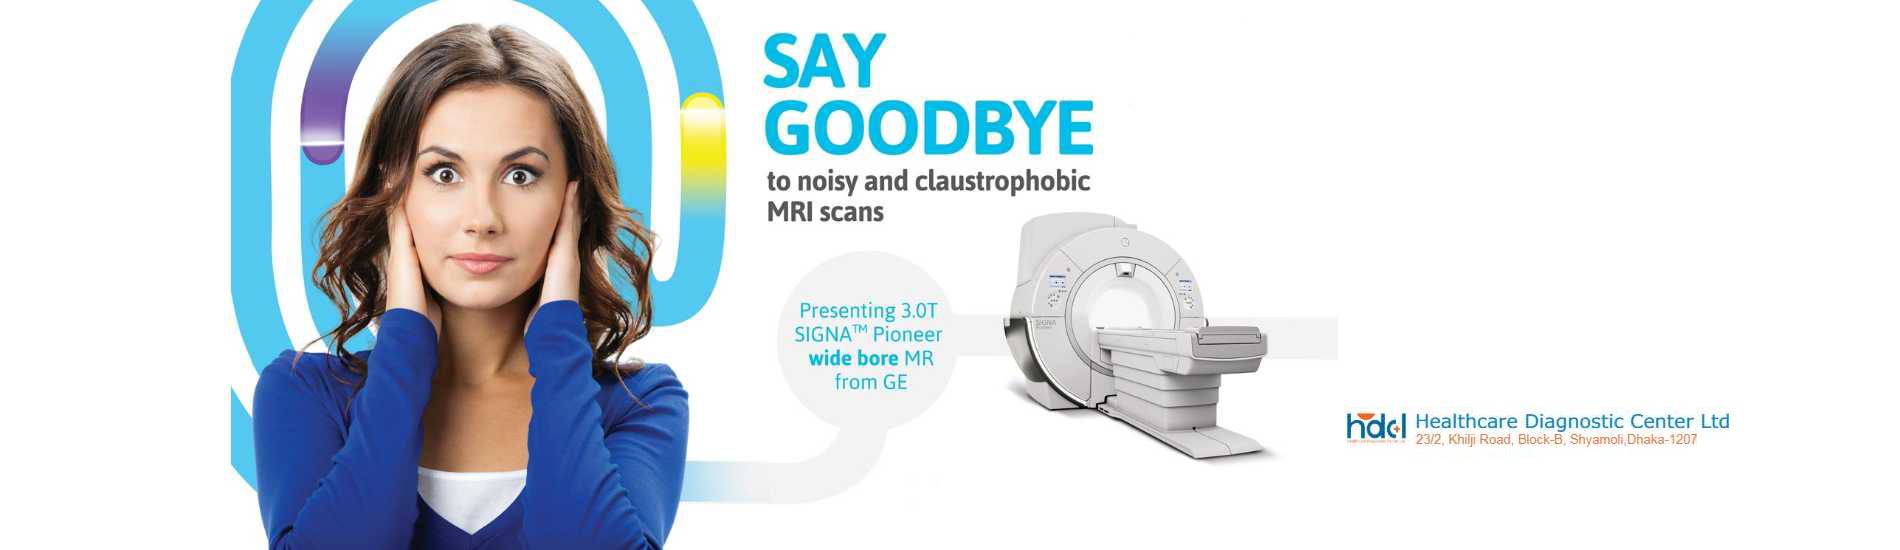 SAY
GOODBYE
to noisy and claustrophobic
MRI scans
Presenting 3.0T
SIGNA™ Pioneer
wide bore MR
from GE
SIGNA
hdcl
Healthcare Diagnostic Center Ltd
23/2, Khilji Road, Block-B, Shyamoli,Dhaka-1207